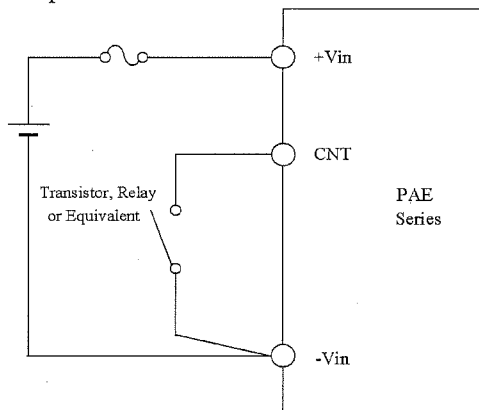 +Vin
CNT
Transistor, Relay
or Equivalent
PAE
Series
-Vin